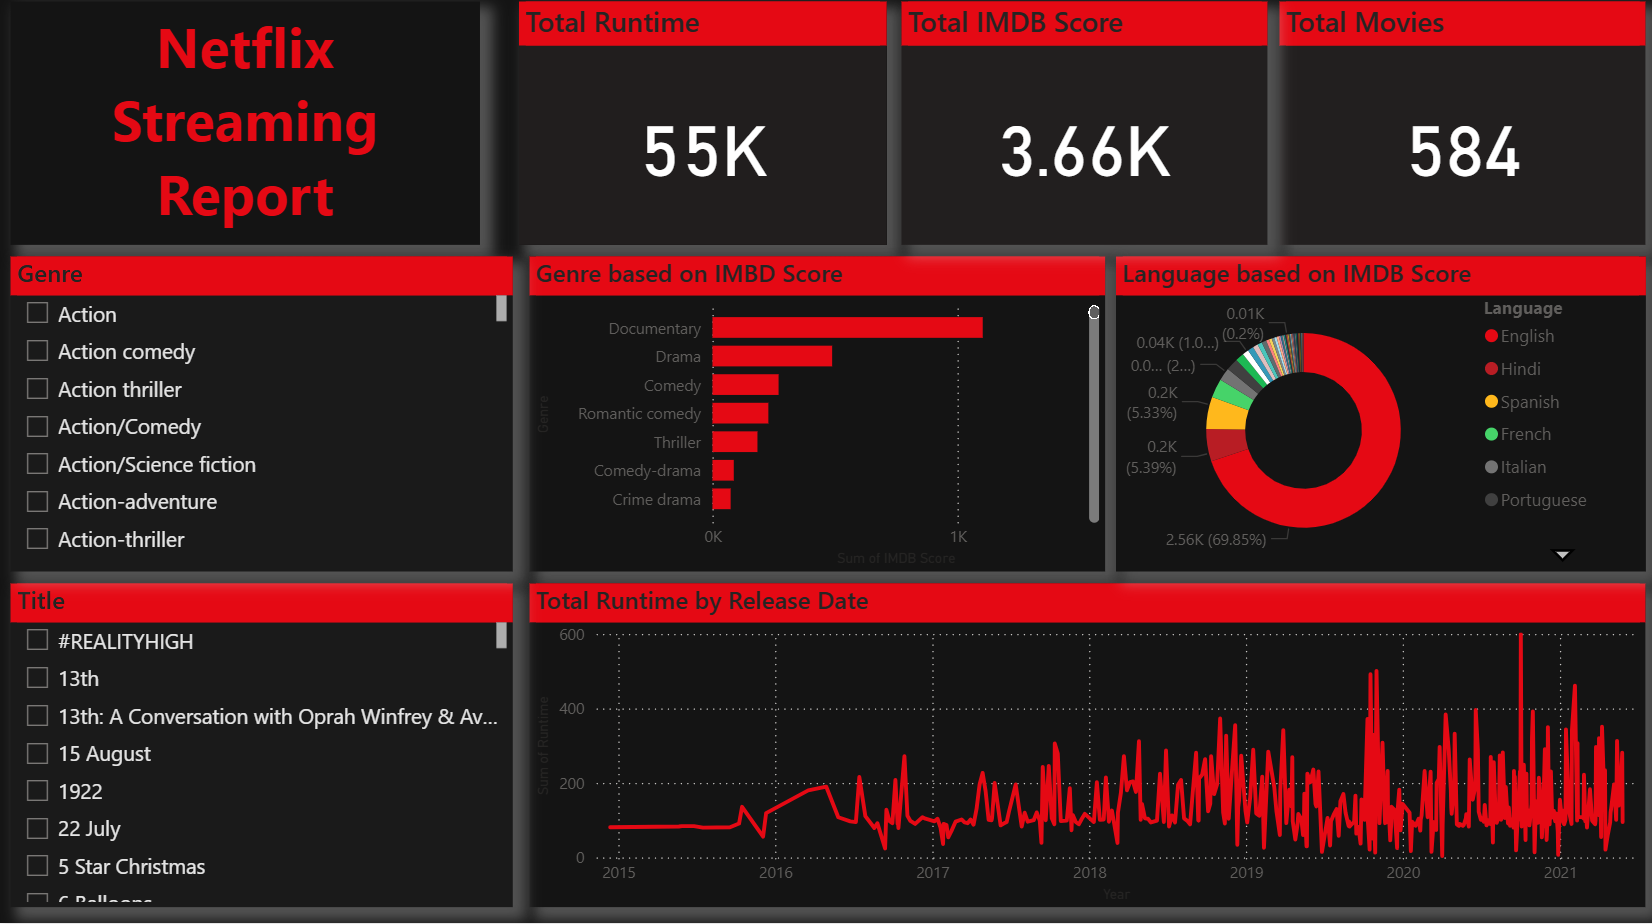 Netflix
Streaming
Report
Total Runtime
55K
Total IMDB Score
3.66K
Total Movies
584
Genre
Action
Action comedy
Action thriller
Action/Comedy
Action/Science fiction
Action-adventure
Action-thriller
Genre based on IMBD Score
Genre
Documentary
Drama
Comedy
Romantic comedy
Thriller
Comedy-drama
Crime drama
0K
1K
Sum of IMDB Score
Language based on IMDB Score
0.01K
(0.2%)
0.04K (1.0...)
0.0... (2...)
0.2K
(5.33%)
0.2K
(5.39%)
2.56K (69.85%)
Language
English
Hindi
Spanish
French
Italian
Portuguese
Title
#REALITYHIGH
13th
13th: A Conversation with Oprah Winfrey & Av...
15 August
1922
22 July
5 Star Christmas
6 Balloons
Total Runtime by Release Date
Sum of Runtime
600
400
200
0
2015
2016
2017
2018
2019
2020
2021
Year